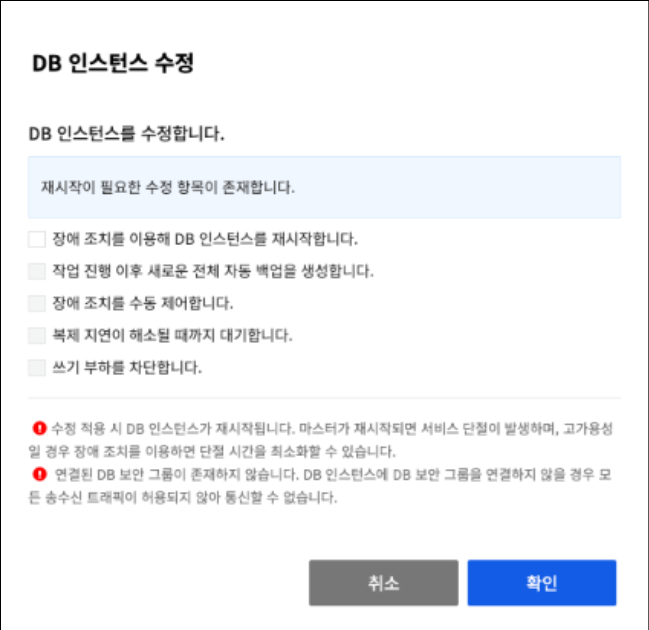 DB 인스턴스 수정
DB 인스턴스를 수정합니다.
재시작이 필요한 수정 항목이 존재합니다.
장애 조치를 이용해 DB 인스턴스를 재시작합니다.
작업 진행 이후 새로운 전체 자동 백업을 생성합니다.
장애 조치를 수동 제어합니다.
복제 지연이 해소될 때까지 대기합니다.
쓰기 부하를 차단합니다.
수정 적용 시 DB 인스턴스가 재시작됩니다. 마스터가 재시작되면 서비스 단절이 발생하며, 고가용성
일 경우 장애 조치를 이용하면 단절 시간을 최소화할 수 있습니다.
연결된 DB 보안 그룹이 존재하지 않습니다. DB 인스턴스에 DB 보안 그룹을 연결하지 않을 경우 모
든 송수신 트래픽이 허용되지 않아 통신할 수 없습니다.
취소
확인